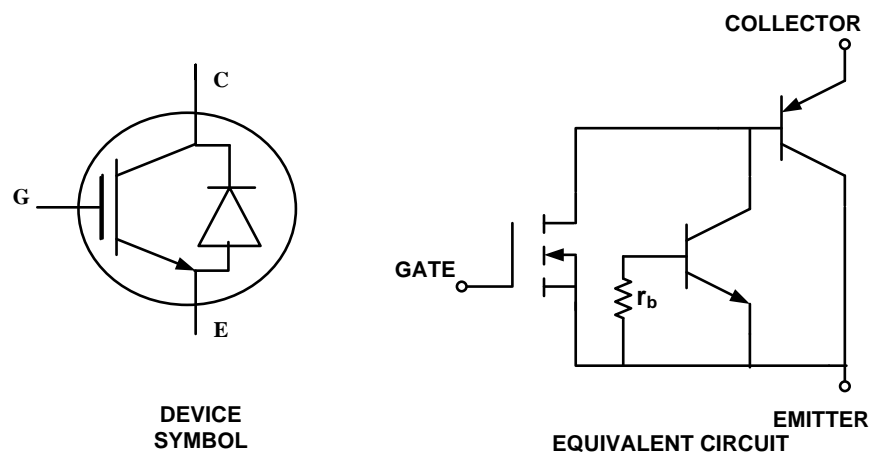 C
G
E
DEVICE
SYMBOL
COLLECTOR
GATE
rb
EMITTER
EQUIVALENT CIRCUIT